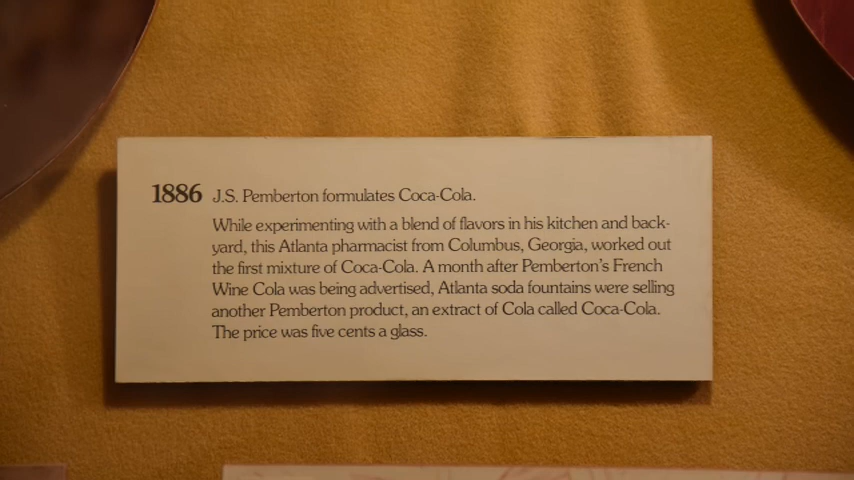 1886 J.S. Pemberton formulates Coca-Cola.
While experimenting with a blend of flavors in his kitchen and back-
yard, this Atlanta pharmacist from Columbus, Georgia, worked out
the first mixture of Coca-Cola. A month after Pemberton's French
Wine Cola was being advertised, Atlanta soda fountains were selling
another Pemberton product, an extract of Cola called Coca-Cola.
The price was five cents a glass.